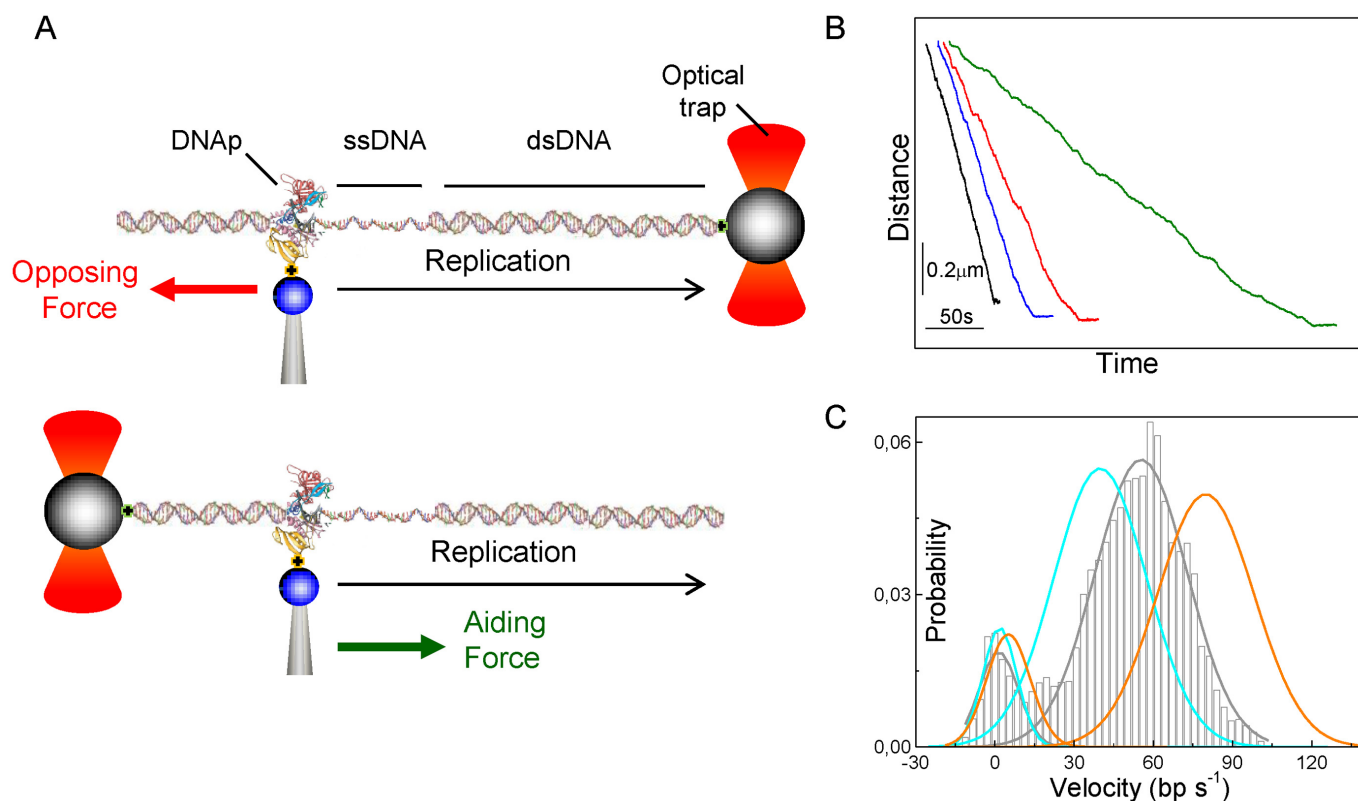 A
Optical
trap
DNAp
ssDNA
dsDNA
Replication
Opposing
Force
Replication
Aiding
Force
B
Distance
0.2μm
50s
Time
C
0,06
0,03
0,00
Probability
-30 0 30 60 90 120
Velocity (bp s⁻¹)